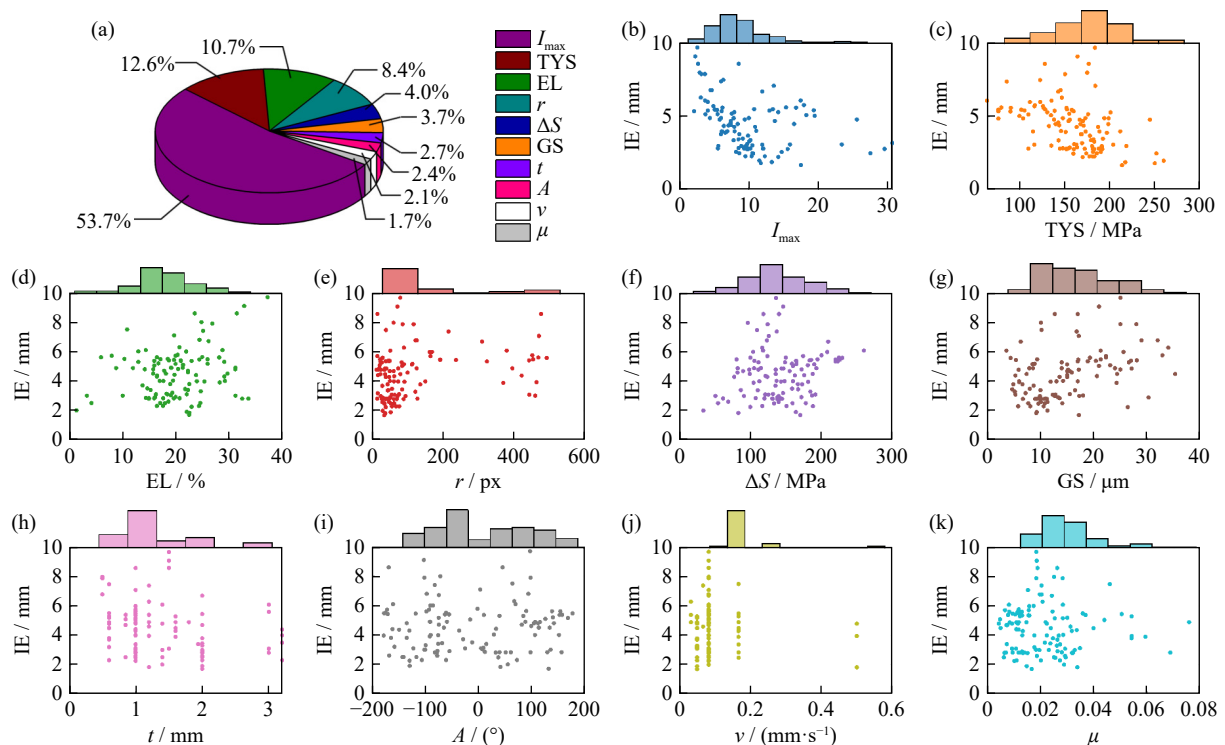 (a)
10.7%
12.6%
8.4%
4.0%
3.7%
2.7%
2.4%
2.1%
1.7%
53.7%
I_max
TYS
EL
r
ΔS
GS
t
A
v
μ
(b)
10
5
0
0 10 20 30
IE / mm
I_max
(c)
10
5
0
100 150 200 250 300
IE / mm
TYS / MPa
(d)
10
8
6
4
2
0 10 20 30 40
IE / mm
EL / %
(e)
10
8
6
4
2
0
0 200 400 600
IE / mm
r / px
(f)
10
8
6
4
2
0
0 100 200 300
IE / mm
ΔS / MPa
(g)
10
8
6
4
2
0
0 10 20 30 40
IE / mm
GS / μm
(h)
10
8
6
4
2
0
1 2 3
IE / mm
t / mm
(i)
10
8
6
4
2
0
−200 −100 0 100 200
IE / mm
A / (°)
(j)
10
8
6
4
2
0
0 0.2 0.4 0.6
IE / mm
v / (mm·s⁻¹)
(k)
10
8
6
4
2
0
0 0.02 0.04 0.06 0.08
IE / mm
μ